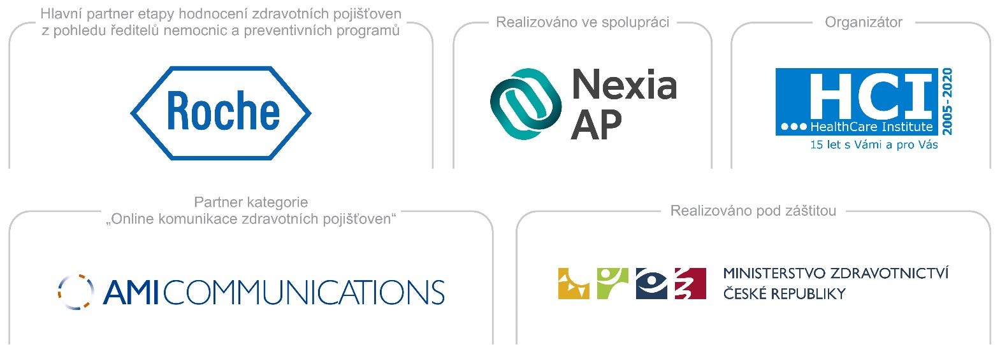 Hlavní partner etapy hodnocení zdravotních pojišťoven
z pohledu ředitelů nemocnic a preventivních programů
Roche
Realizováno ve spolupráci
Nexia
AP
Organizátor
HCI
HealthCare Institute
2005-2020
15 let s Vámi a pro Vás
Partner kategorie
„Online komunikace zdravotních pojišťoven“
AMI COMMUNICATIONS
Realizováno pod záštitou
MINISTERSTVO ZDRAVOTNICTVÍ
ČESKÉ REPUBLIKY